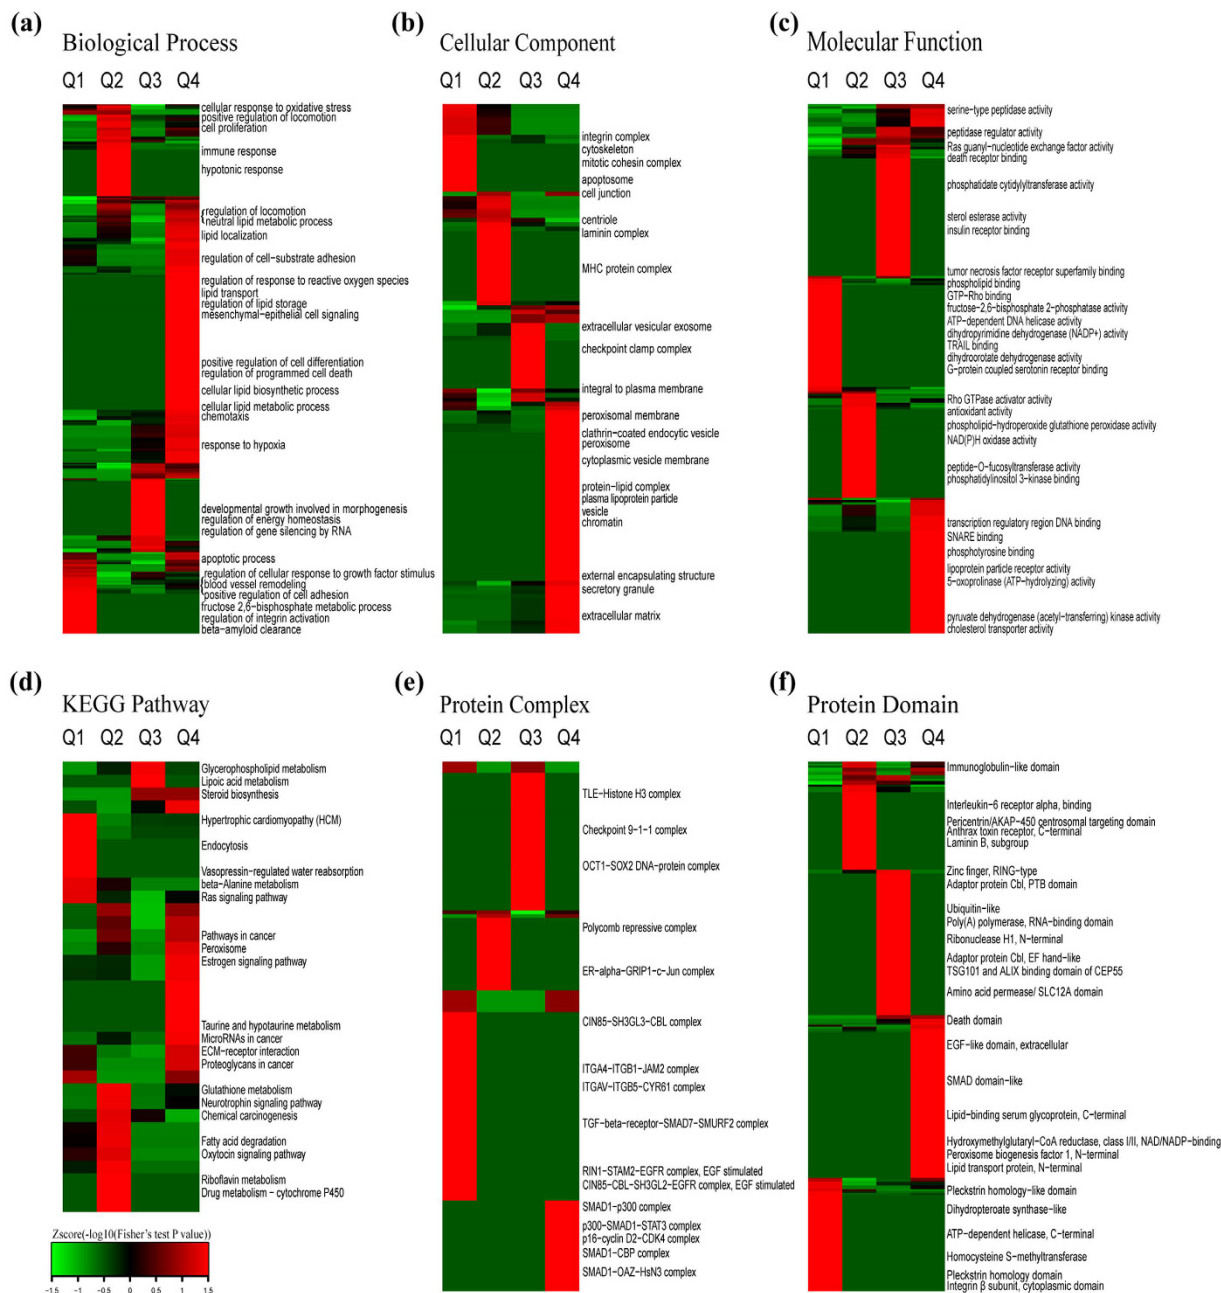 (a)
Biological Process
Q1 Q2 Q3 Q4
cellular response to oxidative stress
positive regulation of locomotion
cell proliferation
immune response
hypotonic response
regulation of locomotion
neutral lipid metabolic process
lipid localization
regulation of cell-substrate adhesion
regulation of response to reactive oxygen species
lipid transport
regulation of lipid storage
mesenchymal-epithelial cell signaling
positive regulation of cell differentiation
regulation of programmed cell death
cellular lipid biosynthetic process
cellular lipid metabolic process
chemotaxis
response to hypoxia
developmental growth involved in morphogenesis
regulation of energy homeostasis
regulation of gene silencing by RNA
apoptotic process
regulation of cellular response to growth factor stimulus
blood vessel remodeling
positive regulation of cell adhesion
fructose 2,6-bisphosphate metabolic process
regulation of integrin activation
beta-amyloid clearance
(b)
Cellular Component
Q1 Q2 Q3 Q4
integrin complex
cytoskeleton
mitotic cohesin complex
apoptosome
cell junction
centriole
laminin complex
MHC protein complex
extracellular vesicular exosome
checkpoint clamp complex
integral to plasma membrane
peroxisomal membrane
clathrin-coated endocytic vesicle
peroxisome
cytoplasmic vesicle membrane
protein-lipid complex
plasma lipoprotein particle
vesicle
chromatin
external encapsulating structure
secretory granule
extracellular matrix
(c)
Molecular Function
Q1 Q2 Q3 Q4
serine-type peptidase activity
peptidase regulator activity
Ras guanyl-nucleotide exchange factor activity
death receptor binding
phosphatidate cytidylyltransferase activity
sterol esterase activity
insulin receptor binding
tumor necrosis factor receptor superfamily binding
phospholipid binding
GTP-Rho binding
fructose-2,6-bisphosphate 2-phosphatase activity
ATP-dependent DNA helicase activity
dihydropyrimidine dehydrogenase (NADP+) activity
TRAIL binding
dihydroorotate dehydrogenase activity
G-protein coupled serotonin receptor binding
Rho GTPase activator activity
antioxidant activity
phospholipid-hydroperoxide glutathione peroxidase activity
NAD(P)H oxidase activity
peptide-O-fucosyltransferase activity
phosphatidylinositol 3-kinase binding
transcription regulatory region DNA binding
SNARE binding
phosphotyrosine binding
lipoprotein particle receptor activity
5-oxoprolinase (ATP-hydrolyzing) activity
pyruvate dehydrogenase (acetyl-transferring) kinase activity
cholesterol transporter activity
(d)
KEGG Pathway
Q1 Q2 Q3 Q4
Glycerophospholipid metabolism
Lipoic acid metabolism
Steroid biosynthesis
Hypertrophic cardiomyopathy (HCM)
Endocytosis
Vasopressin-regulated water reabsorption
beta-Alanine metabolism
Ras signaling pathway
Pathways in cancer
Peroxisome
Estrogen signaling pathway
Taurine and hypotaurine metabolism
MicroRNAs in cancer
ECM-receptor interaction
Proteoglycans in cancer
Glutathione metabolism
Neurotrophin signaling pathway
Chemical carcinogenesis
Fatty acid degradation
Oxytocin signaling pathway
Riboflavin metabolism
Drug metabolism - cytochrome P450
Zscore(-log10(Fisher's test P value))
-1.5 -1 -0.5 0 0.5 1 1.5
(e)
Protein Complex
Q1 Q2 Q3 Q4
TLE-Histone H3 complex
Checkpoint 9-1-1 complex
OCT1-SOX2 DNA-protein complex
Polycomb repressive complex
ER-alpha-GRIP1-c-Jun complex
CIN85-SH3GL3-CBL complex
ITGA4-ITGB1-JAM2 complex
ITGAV-ITGB5-CYR61 complex
TGF-beta-receptor-SMAD7-SMURF2 complex
RIN1-STAM2-EGFR complex, EGF stimulated
CIN85-CBL-SH3GL2-EGFR complex, EGF stimulated
SMAD1-p300 complex
p300-SMAD1-STAT3 complex
p16-cyclin D2-CDK4 complex
SMAD1-CBP complex
SMAD1-OAZ-HsN3 complex
(f)
Protein Domain
Q1 Q2 Q3 Q4
Immunoglobulin-like domain
Interleukin-6 receptor alpha, binding
Pericentrin/AKAP-450 centrosomal targeting domain
Anthrax toxin receptor, C-terminal
Laminin B, subgroup
Zinc finger, RING-type
Adaptor protein Cbl, PTB domain
Ubiquitin-like
Poly(A) polymerase, RNA-binding domain
Ribonuclease H1, N-terminal
Adaptor protein Cbl, EF hand-like
TSG101 and ALIX binding domain of CEP55
Amino acid permease/ SLC12A domain
Death domain
EGF-like domain, extracellular
SMAD domain-like
Lipid-binding serum glycoprotein, C-terminal
Hydroxymethylglutaryl-CoA reductase, class I/II, NAD/NADP-binding
Peroxisome biogenesis factor 1, N-terminal
Lipid transport protein, N-terminal
Pleckstrin homology-like domain
Dihydropteroate synthase-like
ATP-dependent helicase, C-terminal
Homocysteine S-methyltransferase
Pleckstrin homology domain
Integrin β subunit, cytoplasmic domain